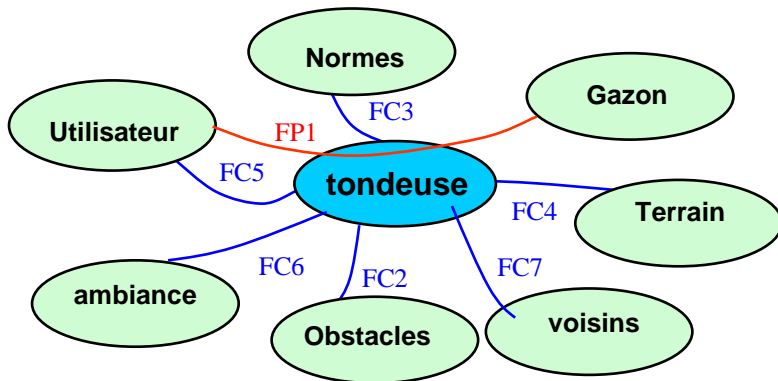 Normes
Gazon
FC3
Utilisateur
FP1
FC5
tondeuse
FC4
Terrain
FC6
FC2
FC7
ambiance
Obstacles
voisins